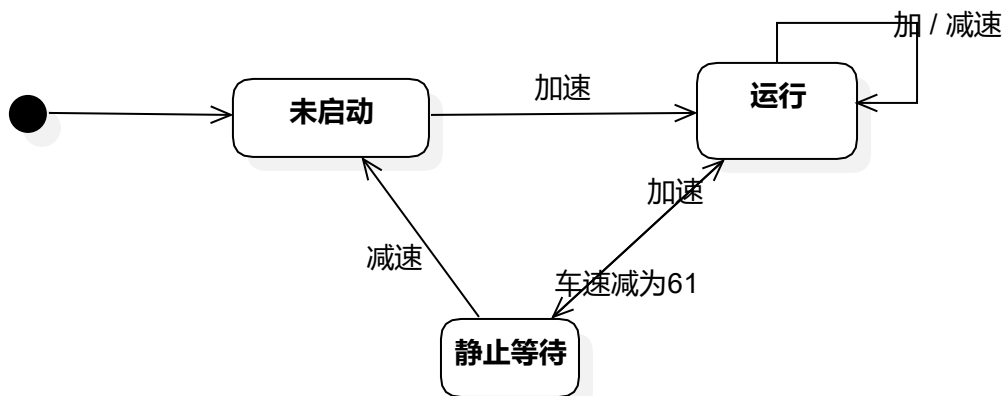 加 / 减速
加速
运行
未启动
加速
减速
车速减为61
静止等待